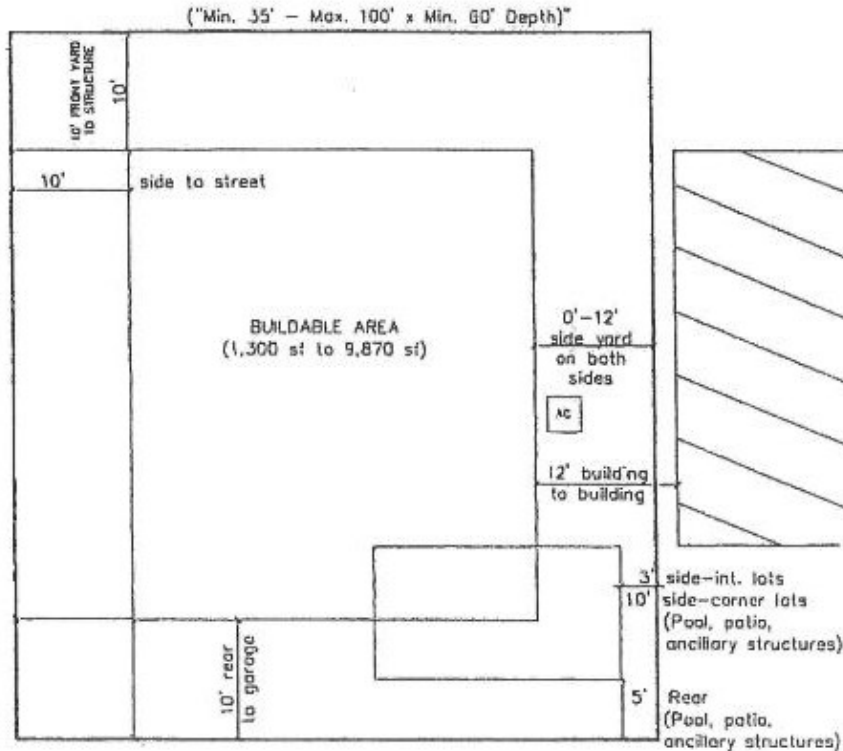 ("Min. 35' – Max. 100' x Min. 60' Depth)"
10' FRONT YARD
TO STRUCTURE
10'
10'
side to street
BUILDABLE AREA
(1,300 sf to 9,870 sf)
0'–12'
side yard
on both
sides
AC
12' building
to building
3' side-int. lots
10' side-corner lots
(Pool, patio,
ancillary structures)
10' rear
to garage
5' Rear
(Pool, patio,
ancillary structures)